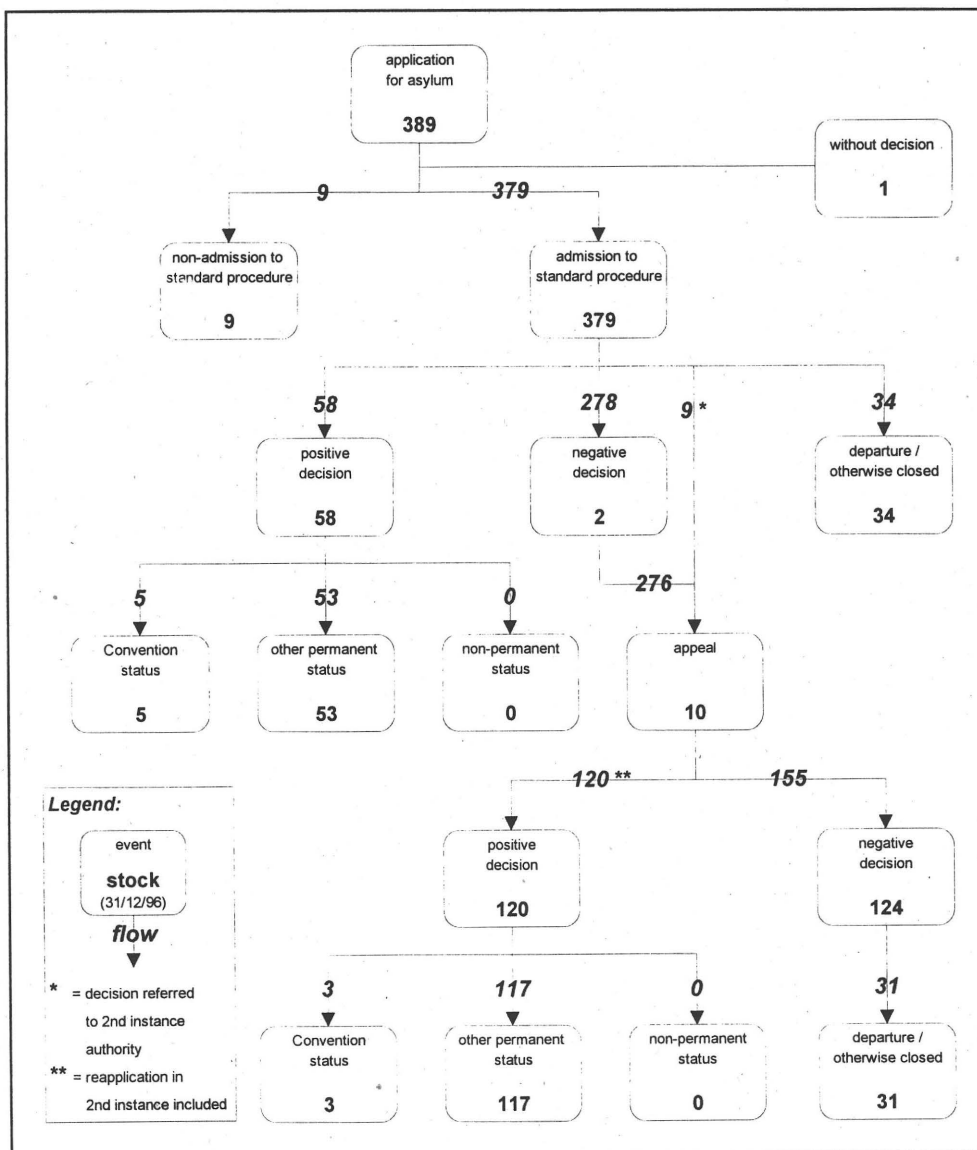 application
for asylum
389
without decision
1
9
379
non-admission to
standard procedure
9
admission to
standard procedure
379
58
278
9 *
34
positive
decision
58
negative
decision
2
departure /
otherwise closed
34
276
5
53
0
Convention
status
5
other permanent
status
53
non-permanent
status
0
appeal
10
120 **
155
Legend:
event
stock
(31/12/96)
flow
* = decision referred
to 2nd instance
authority
** = reapplication in
2nd instance included
positive
decision
120
negative
decision
124
3
117
0
31
Convention
status
3
other permanent
status
117
non-permanent
status
0
departure /
otherwise closed
31